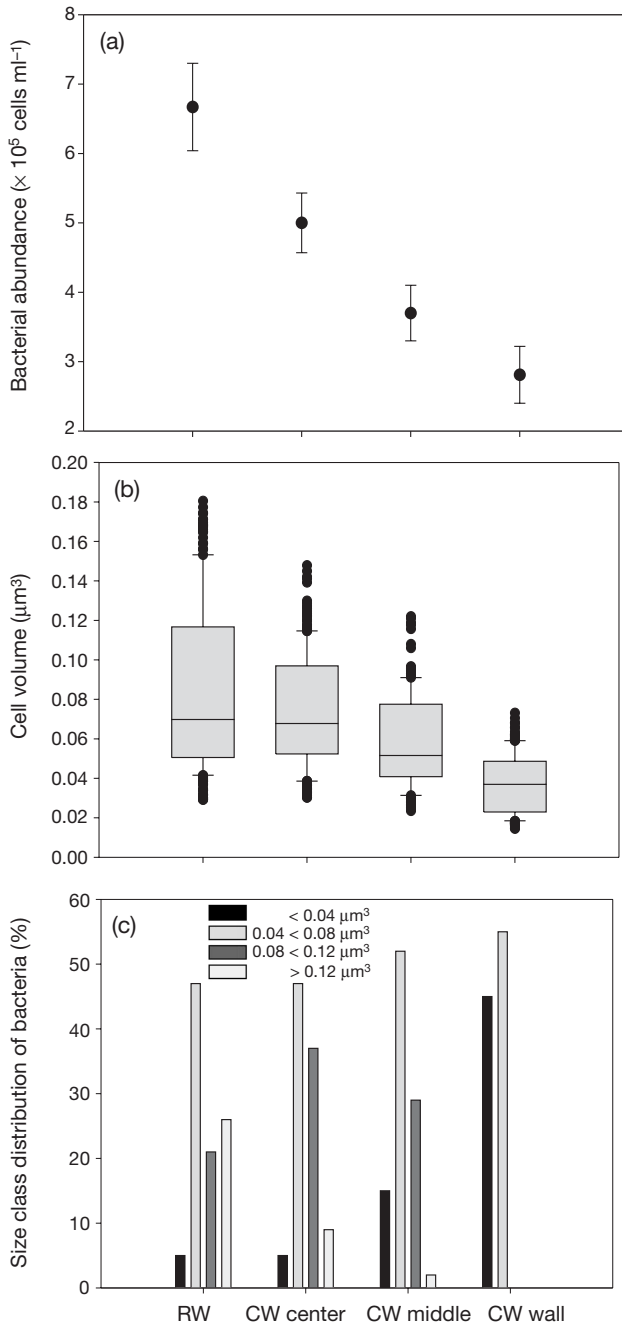 (a)
Bacterial abundance (× 10⁵ cells ml⁻¹)
8
7
6
5
4
3
2
(b)
Cell volume (µm³)
0.20
0.18
0.16
0.14
0.12
0.10
0.08
0.06
0.04
0.02
0.00
(c)
Size class distribution of bacteria (%)
60
50
40
30
20
10
0
< 0.04 µm³
0.04 < 0.08 µm³
0.08 < 0.12 µm³
> 0.12 µm³
RW CW center CW middle CW wall